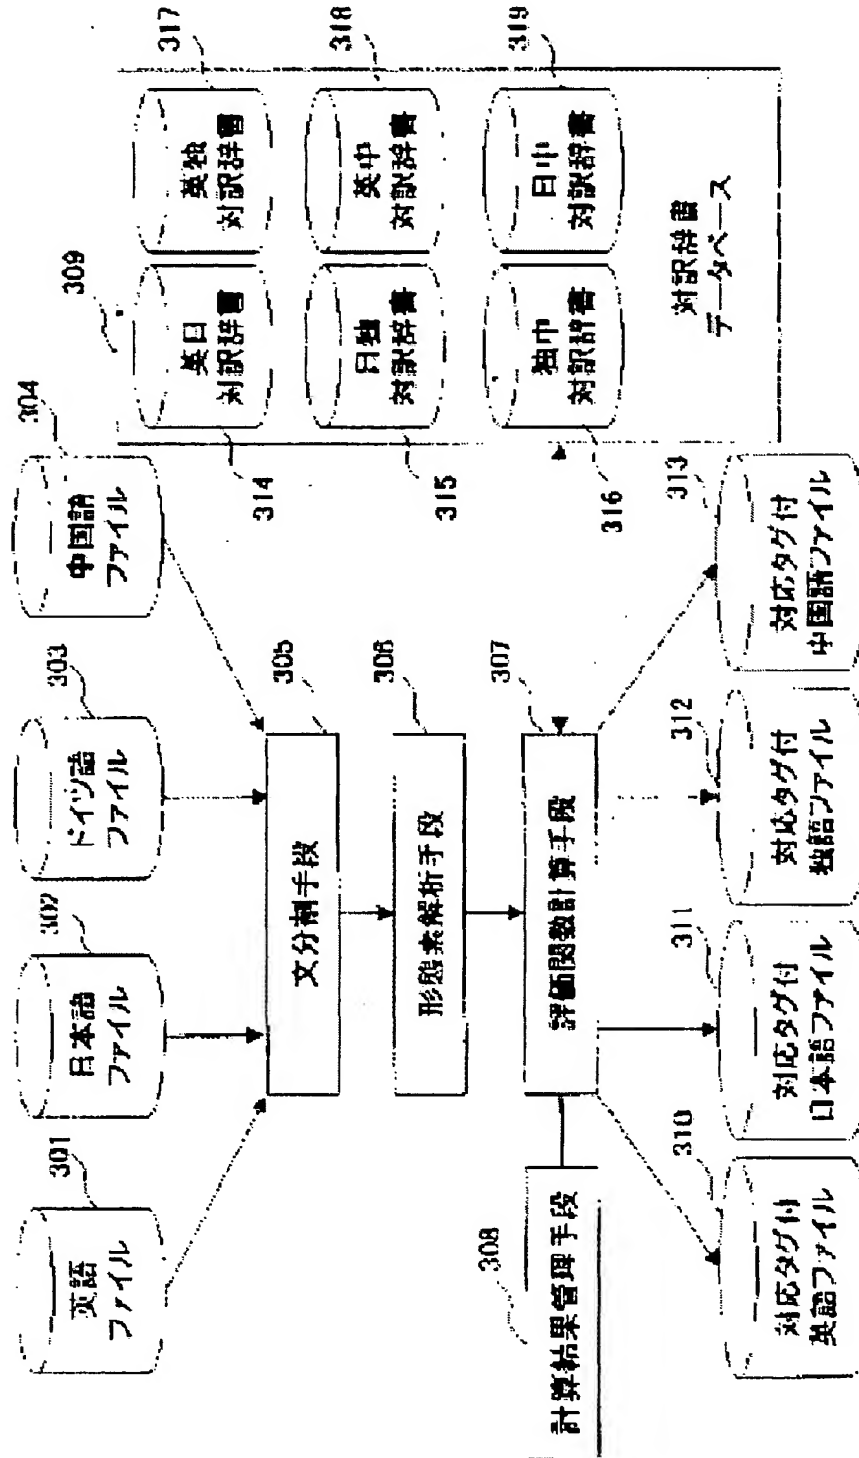 301
英語
ファイル
302
日本語
ファイル
303
ドイツ語
ファイル
304
中国語
ファイル
305
文分割手段
306
形態素解析手段
307
評価関数計算手段
308
計算結果管理手段
309
英日
対訳辞書
314
英独
対訳辞書
317
日独
対訳辞書
315
英中
対訳辞書
318
独中
対訳辞書
316
日中
対訳辞書
319
対訳辞書
データベース
310
対応タグ付
英語ファイル
311
対応タグ付
日本語ファイル
312
対応タグ付
独語ファイル
313
対応タグ付
中国語ファイル